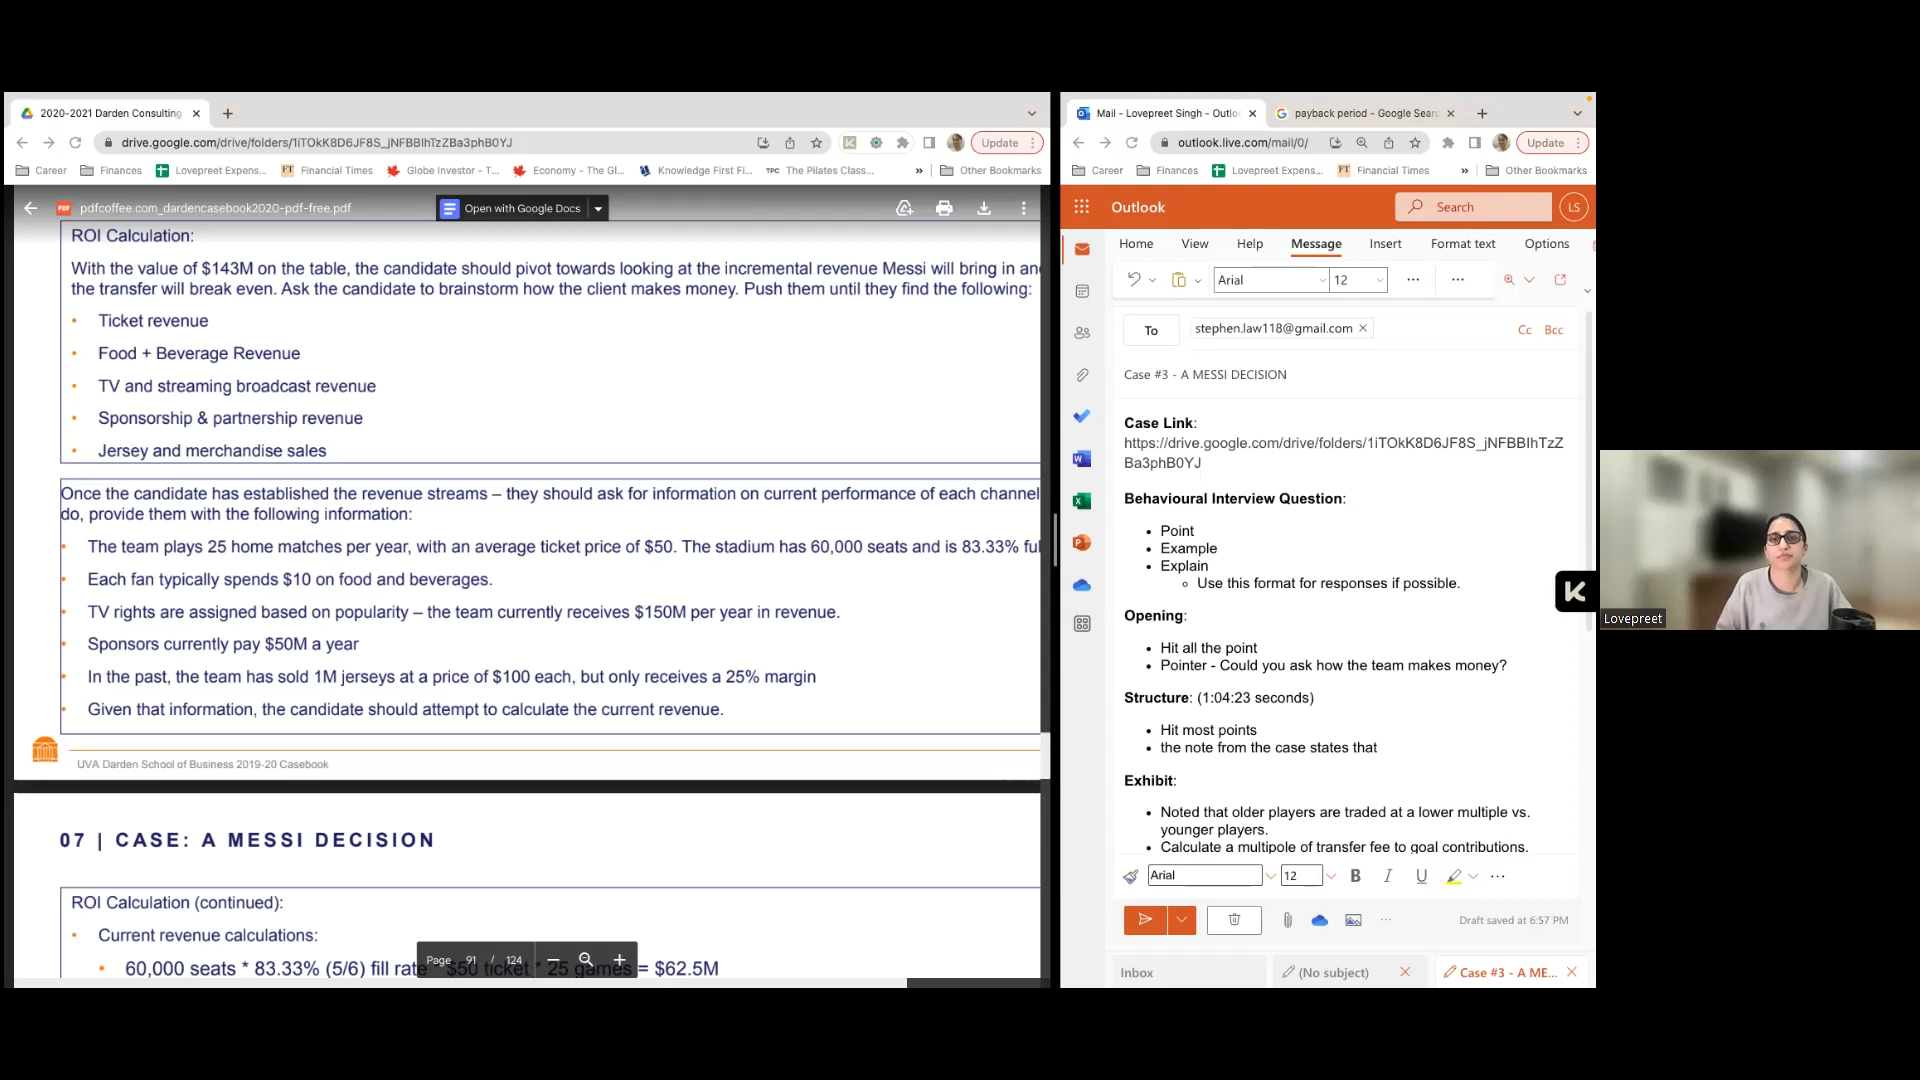 2020-2021 Darden Consulting
drive.google.com/drive/folders/1iTOkK8D6JF8S_jNFBBIhTzZBa3phB0YJ
Update
Career
Finances
Lovepreet Expens...
FT
Financial Times
Globe Investor - T...
Economy - The Gl...
Knowledge First Fi...
TPC
The Pilates Class...
»
Other Bookmarks
PDF
pdfcoffee.com_dardencasebook2020-pdf-free.pdf
Open with Google Docs
ROI Calculation:
With the value of $143M on the table, the candidate should pivot towards looking at the incremental revenue Messi will bring in an
the transfer will break even. Ask the candidate to brainstorm how the client makes money. Push them until they find the following:
• Ticket revenue
• Food + Beverage Revenue
• TV and streaming broadcast revenue
• Sponsorship & partnership revenue
• Jersey and merchandise sales
Once the candidate has established the revenue streams – they should ask for information on current performance of each channel
do, provide them with the following information:
• The team plays 25 home matches per year, with an average ticket price of $50. The stadium has 60,000 seats and is 83.33% ful
• Each fan typically spends $10 on food and beverages.
• TV rights are assigned based on popularity – the team currently receives $150M per year in revenue.
• Sponsors currently pay $50M a year
• In the past, the team has sold 1M jerseys at a price of $100 each, but only receives a 25% margin
• Given that information, the candidate should attempt to calculate the current revenue.
UVA Darden School of Business 2019-20 Casebook
07 | CASE: A MESSI DECISION
ROI Calculation (continued):
• Current revenue calculations:
• 60,000 seats * 83.33% (5/6) fill rate * $50 ticket * 25 games = $62.5M
Page 91 / 124
Mail - Lovepreet Singh - Outlo
payback period - Google Sear
outlook.live.com/mail/0/
Update
Career
Finances
Lovepreet Expens...
FT
Financial Times
»
Other Bookmarks
Outlook
Search
LS
Home
View
Help
Message
Insert
Format text
Options
Arial
12
To
stephen.law118@gmail.com
Cc
Bcc
Case #3 - A MESSI DECISION
Case Link:
https://drive.google.com/drive/folders/1iTOkK8D6JF8S_jNFBBIhTzZ
Ba3phB0YJ
Behavioural Interview Question:
• Point
• Example
• Explain
◦ Use this format for responses if possible.
Opening:
• Hit all the point
• Pointer - Could you ask how the team makes money?
Structure: (1:04:23 seconds)
• Hit most points
• the note from the case states that
Exhibit:
• Noted that older players are traded at a lower multiple vs.
younger players.
• Calculate a multipole of transfer fee to goal contributions.
Arial
12
B
I
U
Draft saved at 6:57 PM
Inbox
(No subject)
Case #3 - A ME...
K
Lovepreet